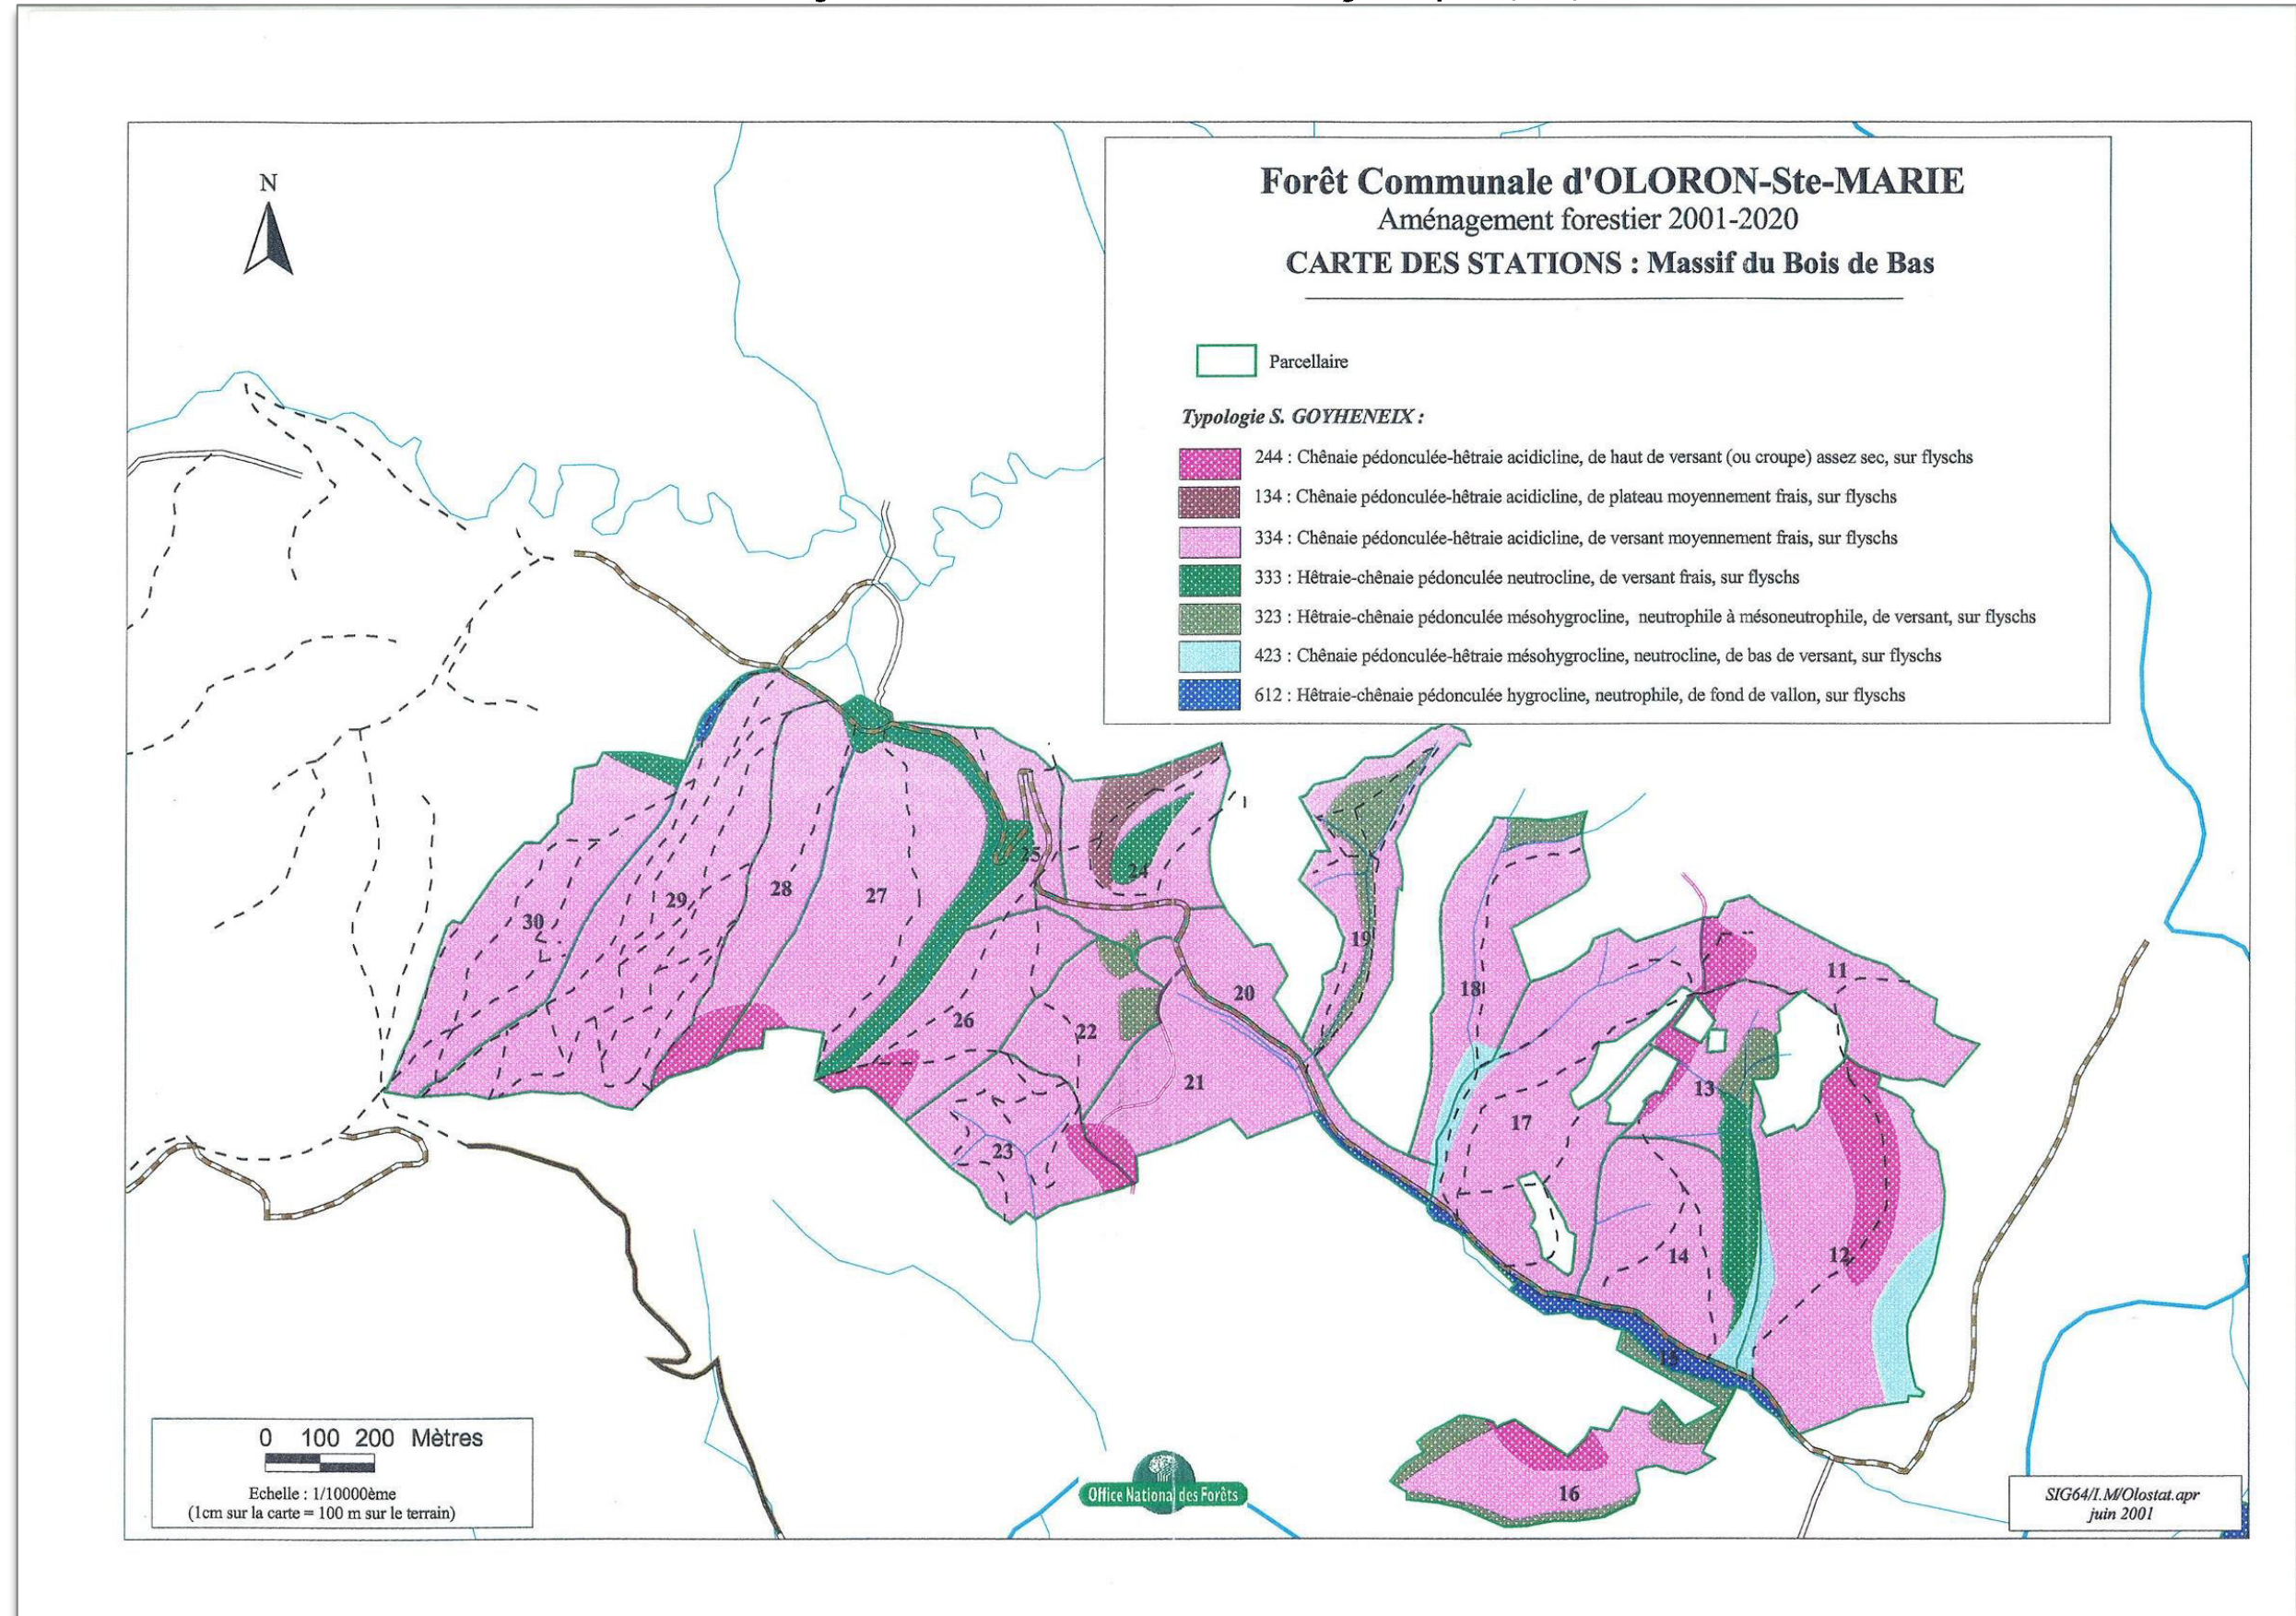 N
Forêt Communale d'OLORON-Ste-MARIE
Aménagement forestier 2001-2020
CARTE DES STATIONS : Massif du Bois de Bas
Parcellaire
Typologie S. GOYHENEIX :
244 : Chênaie pédonculée-hêtraie acidicline, de haut de versant (ou croupe) assez sec, sur flyschs
134 : Chênaie pédonculée-hêtraie acidicline, de plateau moyennement frais, sur flyschs
334 : Chênaie pédonculée-hêtraie acidicline, de versant moyennement frais, sur flyschs
333 : Hêtraie-chênaie pédonculée neutrocline, de versant frais, sur flyschs
323 : Hêtraie-chênaie pédonculée mésohygrocline, neutrophile à mésoneutrophile, de versant, sur flyschs
423 : Chênaie pédonculée-hêtraie mésohygrocline, neutrocline, de bas de versant, sur flyschs
612 : Hêtraie-chênaie pédonculée hygrocline, neutrophile, de fond de vallon, sur flyschs
25
24
28
27
29
30
19
11
18
20
26
22
21
13
17
23
14
12
15
16
0 100 200 Mètres
Echelle : 1/10000ème
(1cm sur la carte = 100 m sur le terrain)
Office National des Forêts
SIG64/I.M/Olostat.apr
juin 2001